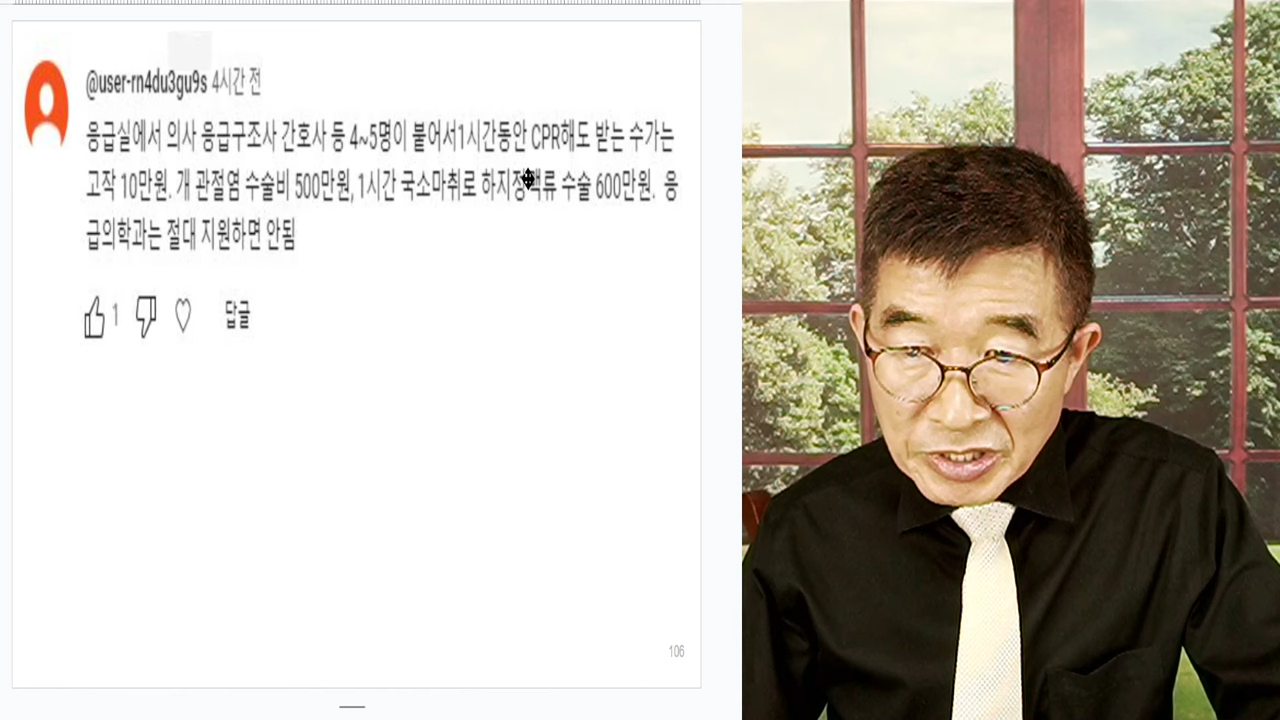 @user-rn4du3gu9s 4시간 전
응급실에서 의사 응급구조사 간호사 등 4~5명이 붙어서1시간동안 CPR해도 받는 수가는
고작 10만원. 개 관절염 수술비 500만원, 1시간 국소마취로 하지정맥류 수술 600만원. 응
급의학과는 절대 지원하면 안됨
1
답글
106